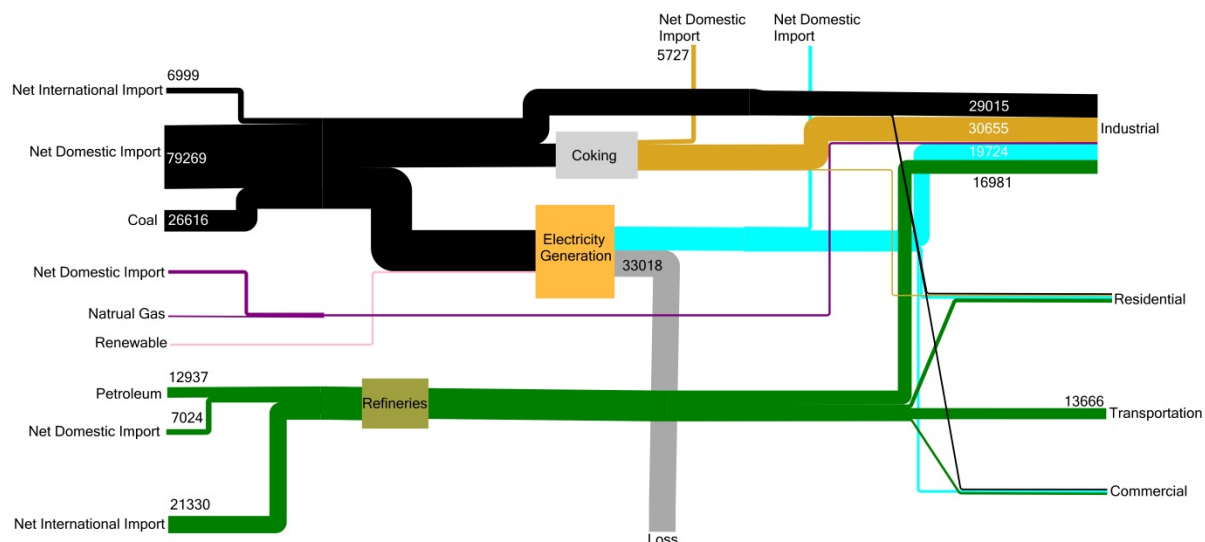 Net Domestic
Import
5727
Net Domestic
Import
6999
Net International Import
29015
30655
Industrial
19724
16981
Net Domestic Import
79269
Coking
Coal
26616
Electricity
Generation
33018
Net Domestic Import
Natrual Gas
Renewable
Residential
12937
Petroleum
7024
Net Domestic Import
Refineries
13666
Transportation
21330
Net International Import
Commercial
Loss